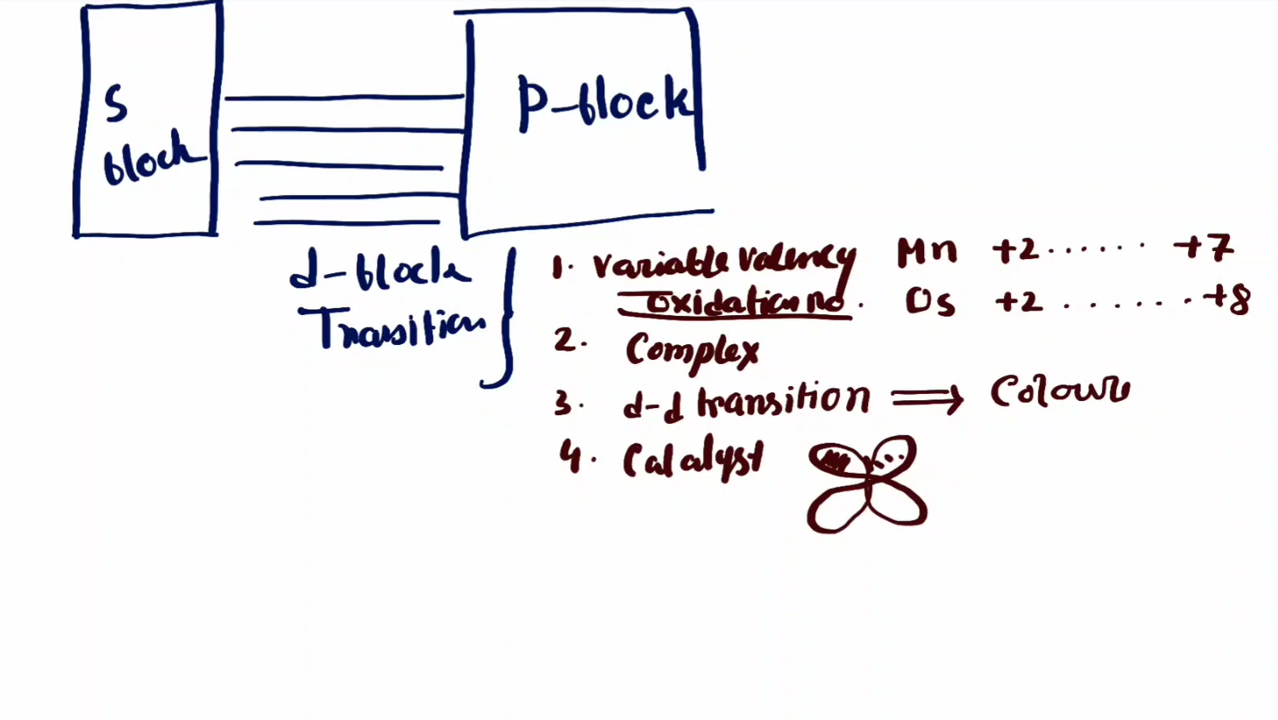 S
block
P-block
d-block
Transition
1. Variable Valency Mn +2...... +7
Oxidation no. Os +2 ....... +8
2. Complex
3. d-d transition ⟹ Colour
4. Catalyst